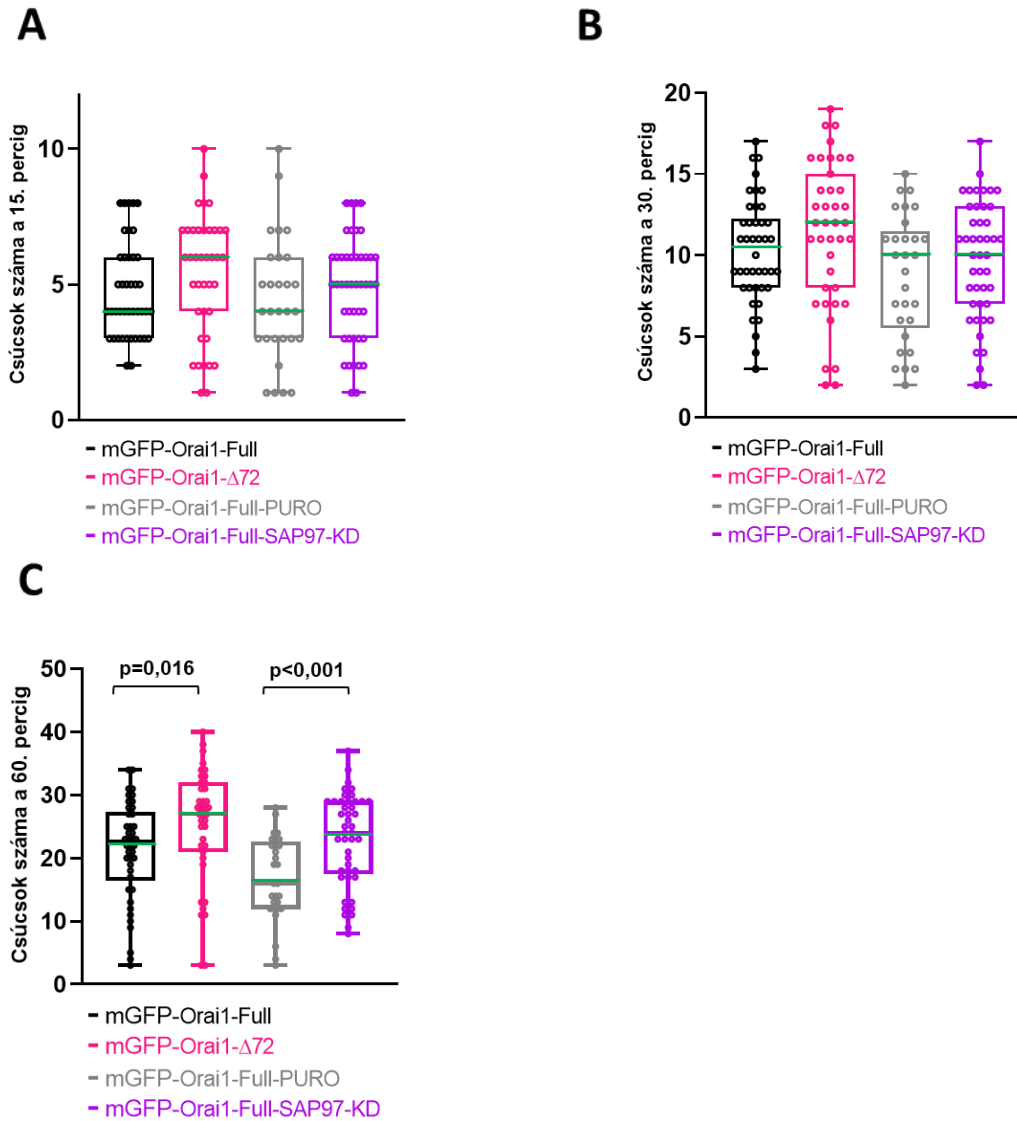 A
B
Csúcsok száma a 15. percig
10
5
0
mGFP-Orai1-Full
mGFP-Orai1-Δ72
mGFP-Orai1-Full-PURO
mGFP-Orai1-Full-SAP97-KD
Csúcsok száma a 30. percig
20
15
10
5
0
mGFP-Orai1-Full
mGFP-Orai1-Δ72
mGFP-Orai1-Full-PURO
mGFP-Orai1-Full-SAP97-KD
C
Csúcsok száma a 60. percig
50
40
30
20
10
0
p=0,016
p<0,001
mGFP-Orai1-Full
mGFP-Orai1-Δ72
mGFP-Orai1-Full-PURO
mGFP-Orai1-Full-SAP97-KD